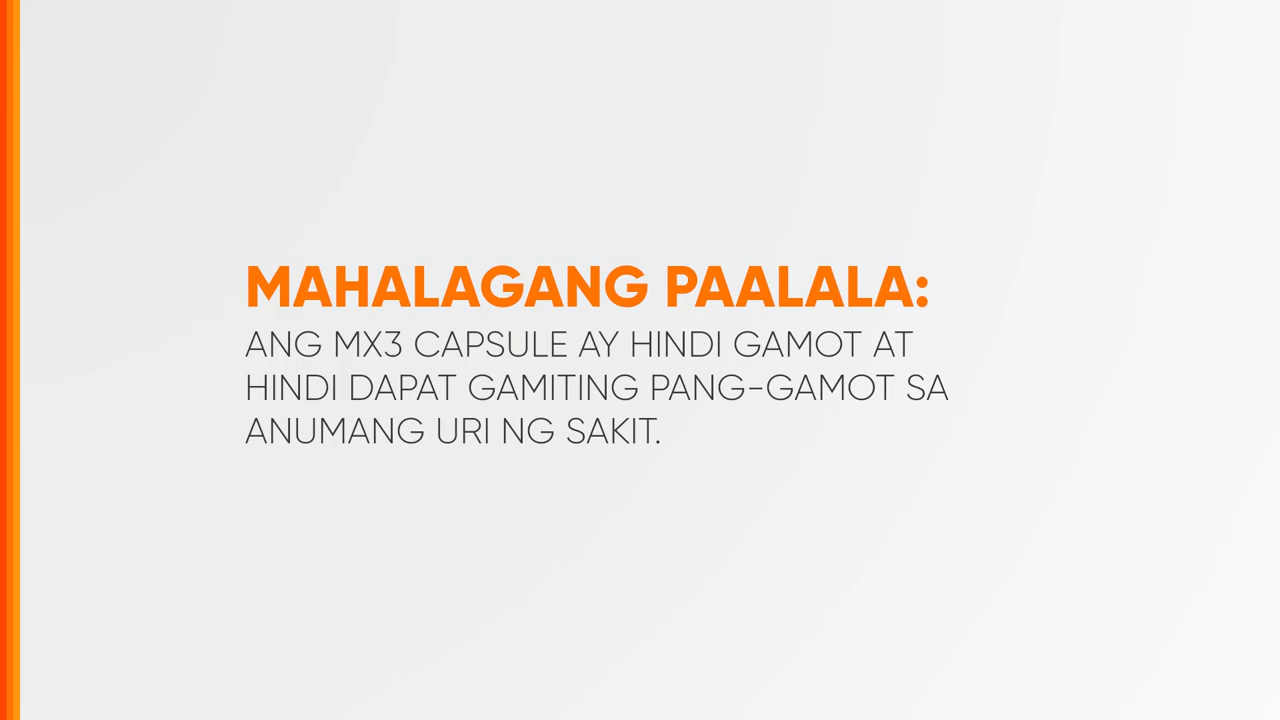 MAHALAGANG PAALALA:
ANG MX3 CAPSULE AY HINDI GAMOT AT
HINDI DAPAT GAMITING PANG-GAMOT SA
ANUMANG URI NG SAKIT.